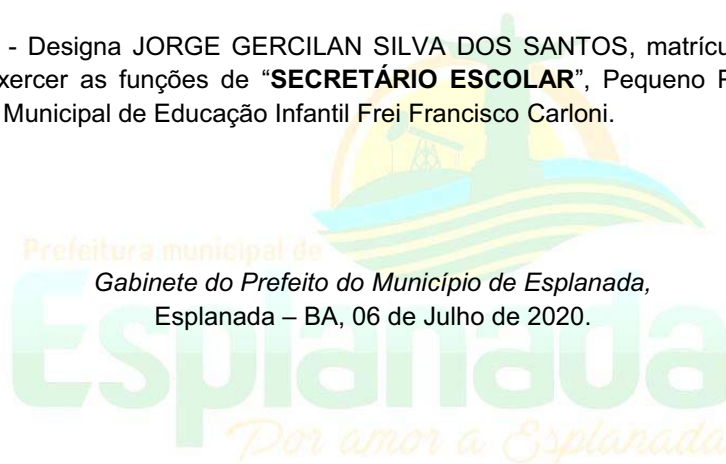 - Designa JORGE GERCILAN SILVA DOS SANTOS,
as funções de “SECRETÁRIO ESCOLAR”, Pequeno
Municipal de Educação Infantil Frei Francisco Carloni.
Prefeitura municipal de
Gabinete do Prefeito do Município de Esplanada,
Esplanada – BA, 06 de Julho de 2020.
Esplanada
Por amor a Esplanada